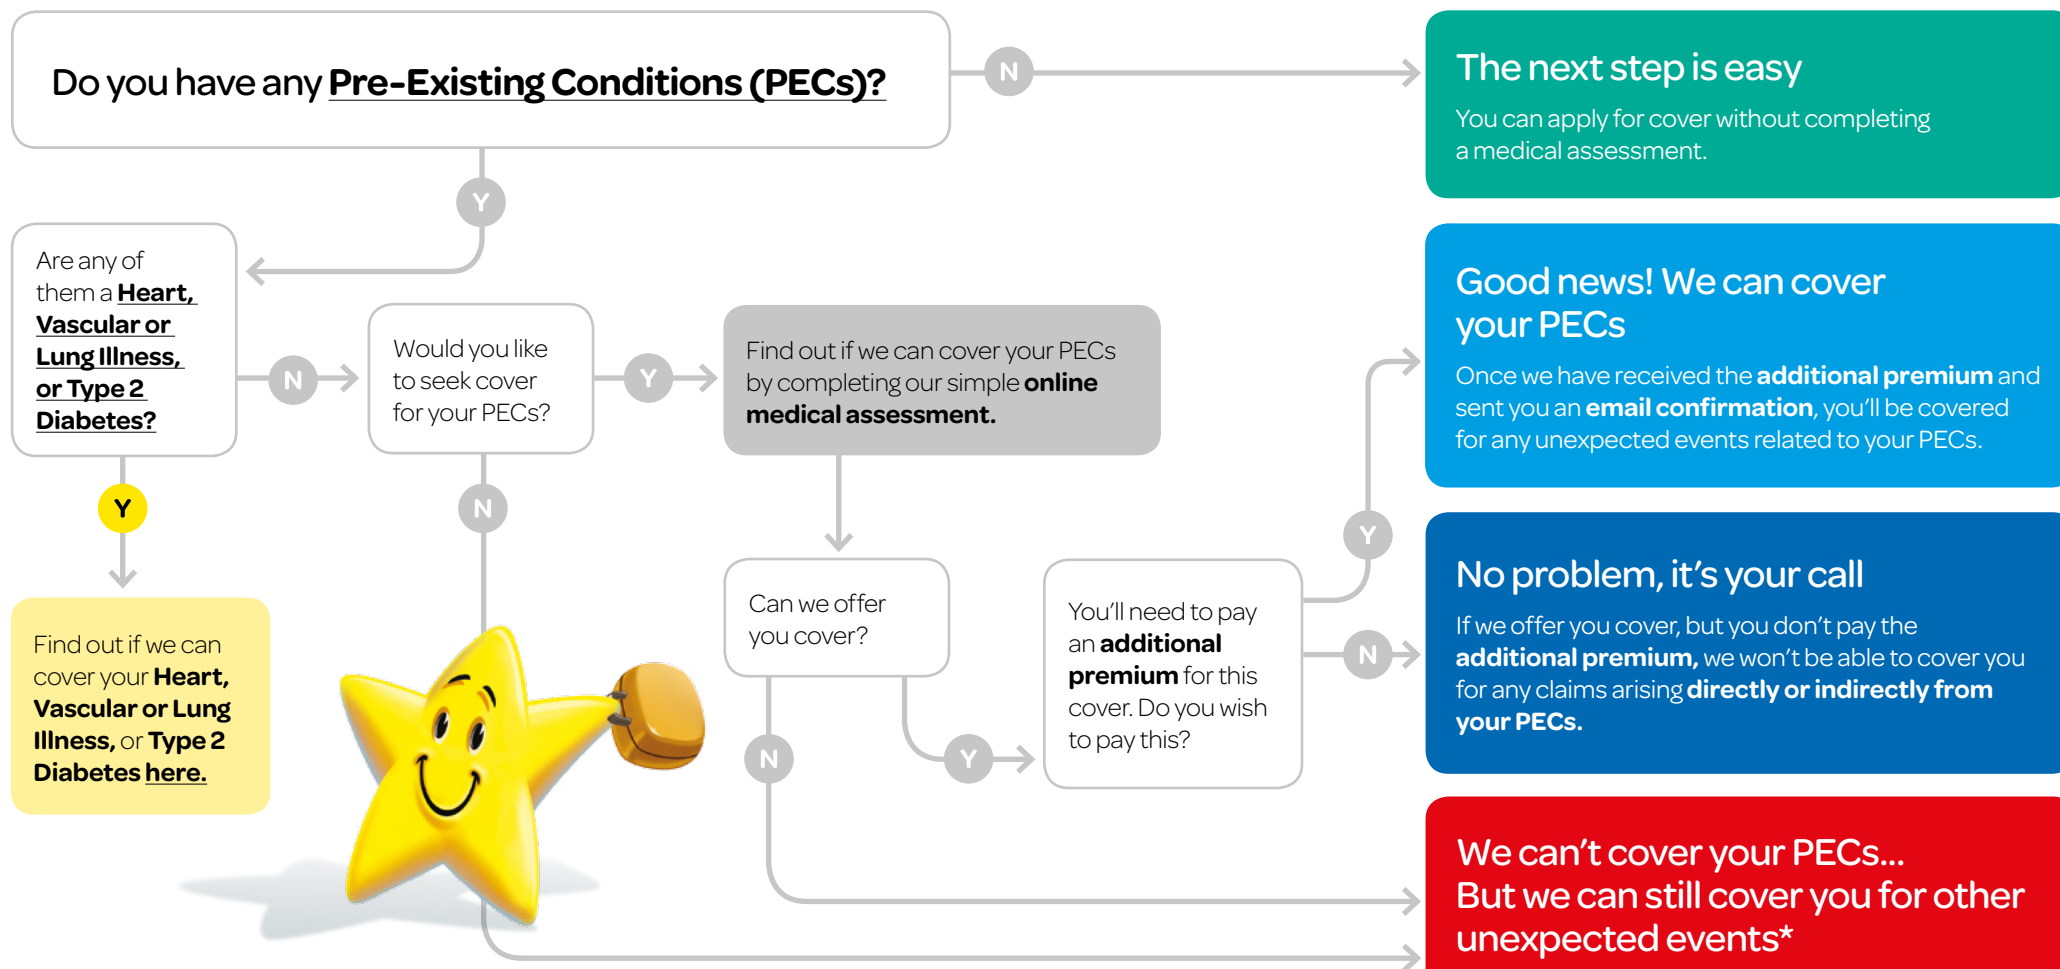 Do you have any Pre-Existing Conditions (PECs)?
N
The next step is easy
You can apply for cover without completing
a medical assessment.
Y
Are any of
them a Heart,
Vascular or
Lung Illness,
or Type 2
Diabetes?
N
Would you like
to seek cover
for your PECs?
Y
Find out if we can cover your PECs
by completing our simple online
medical assessment.
Good news! We can cover
your PECs
Once we have received the additional premium and
sent you an email confirmation, you'll be covered
for any unexpected events related to your PECs.
Y
N
Y
Find out if we can
cover your Heart,
Vascular or Lung
Illness, or Type 2
Diabetes here.
Can we offer
you cover?
N
Y
You'll need to pay
an additional
premium for this
cover. Do you wish
to pay this?
N
No problem, it's your call
If we offer you cover, but you don't pay the
additional premium, we won't be able to cover you
for any claims arising directly or indirectly from
your PECs.
We can't cover your PECs...
But we can still cover you for other
unexpected events*